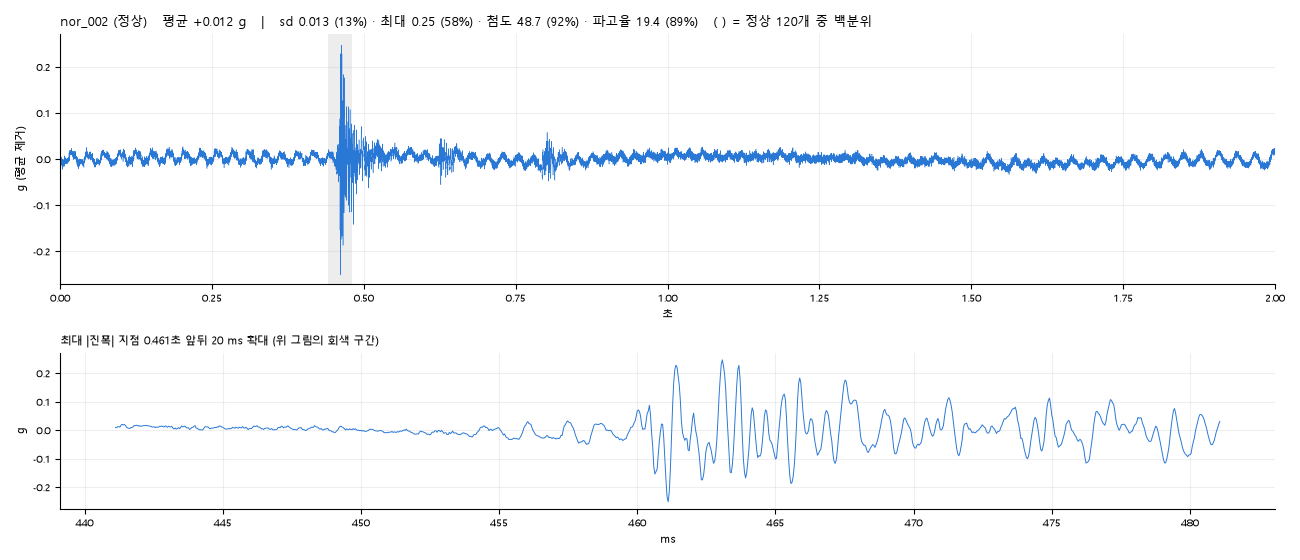 nor_002 (정상)    평균 +0.012 g    |    sd 0.013 (13%) · 최대 0.25 (58%) · 첨도 48.7 (92%) · 파고율 19.4 (89%)    ( ) = 정상 120개 중 백분위
g (평균 제거)
0.2
0.1
0.0
-0.1
-0.2
0.00 0.25 0.50 0.75 1.00 1.25 1.50 1.75 2.00
초
최대 |진폭| 지점 0.461초 앞뒤 20 ms 확대 (위 그림의 회색 구간)
g
0.2
0.1
0.0
-0.1
-0.2
440 445 450 455 460 465 470 475 480
ms